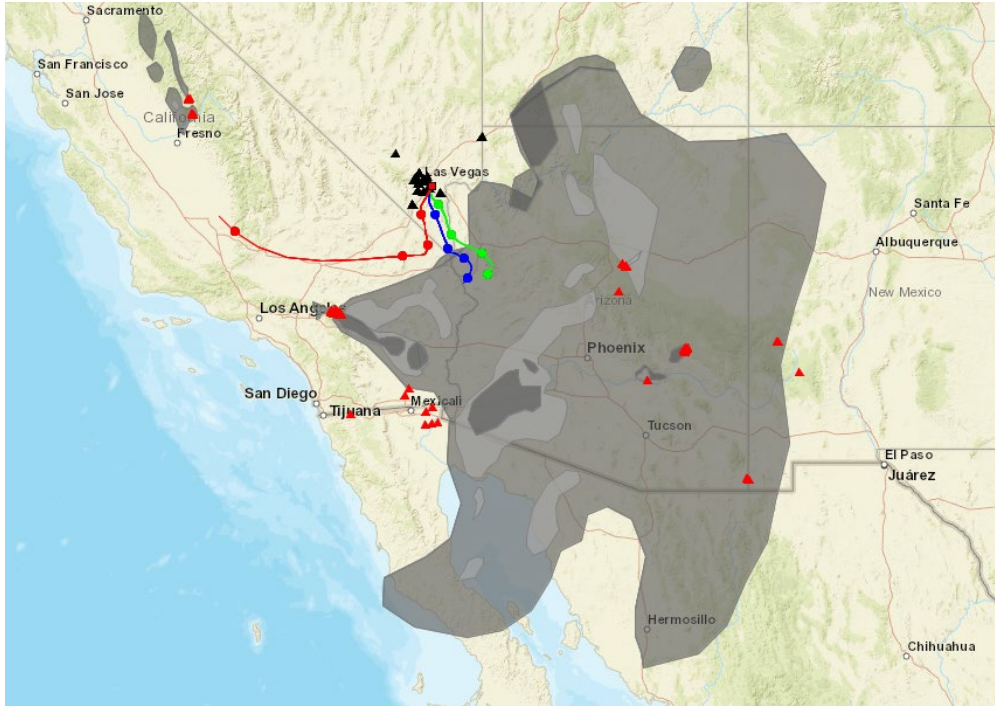 Sacramento
San Francisco
San Jose
California
Fresno
Las Vegas
Santa Fe
Albuquerque
New Mexico
Los Angeles
Arizona
Phoenix
San Diego
Tijuana
Mexicali
Tucson
El Paso
Juárez
Hermosillo
Chihuahua